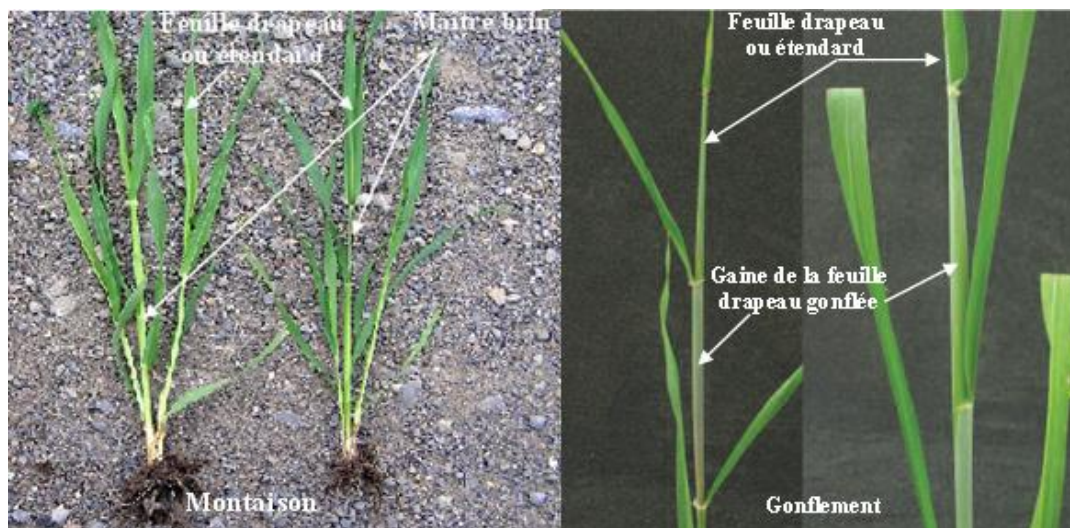 Feuille drapeau
ou étendard
Maître brin
Montaison
Feuille drapeau
ou étendard
Gaine de la feuille
drapeau gonflée
Gonflement